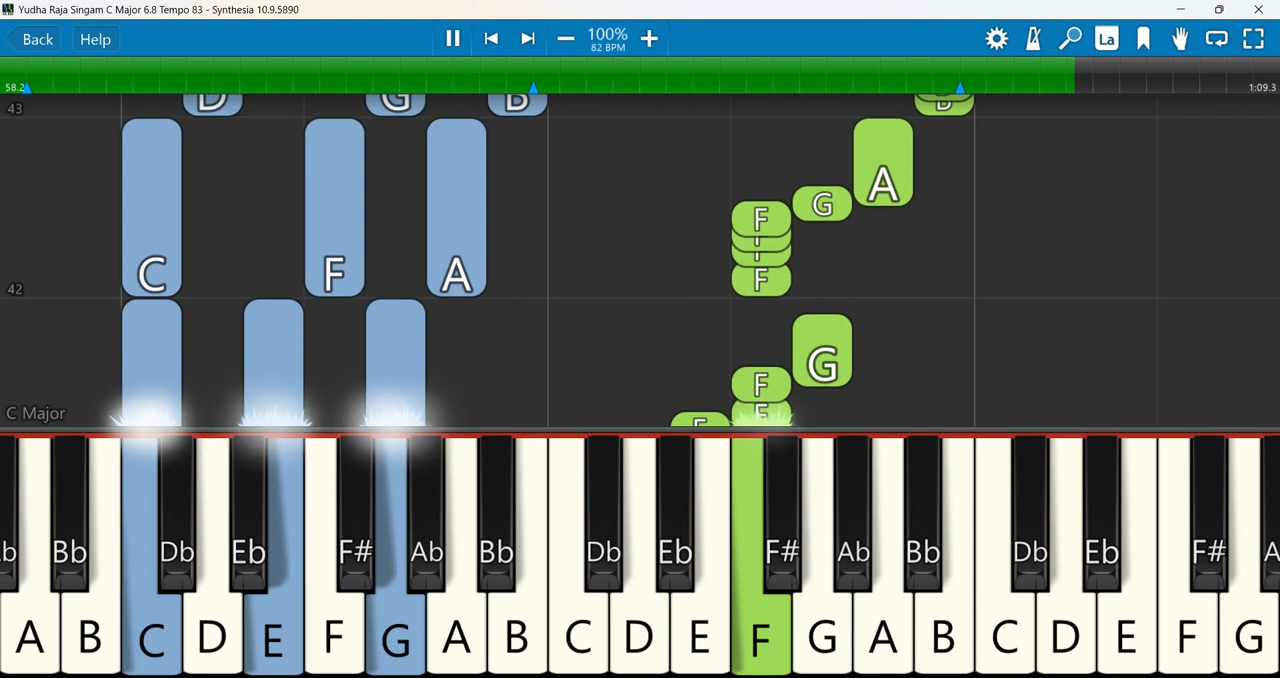 Yudha Raja Singam C Major 6.8 Tempo 83 - Synthesia 10.9.5890
Back Help 100% La
82 BPM
58.2 1:09.3
43 D G B B
C F A F G A
F
F
42 F
F G
C Major E F
b Bb Db Eb F# Ab Bb Db Eb F# Ab Bb Db Eb F# A
A B C D E F G A B C D E F G A B C D E F G